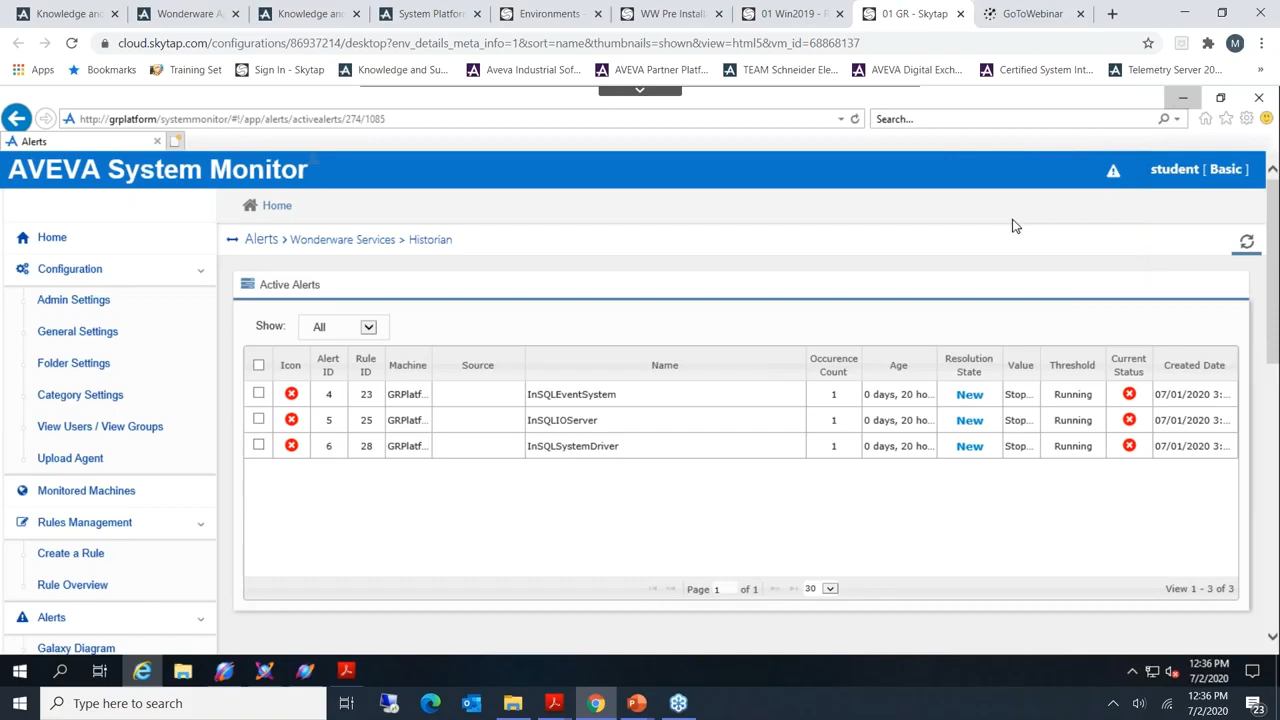 Knowledge and
Wonderware A
Knowledge and
System Platfor
Environments -
WW Pre Install
01 Win2019 - R
01 GR - Skytap
GoToWebinar
cloud.skytap.com/configurations/86937214/desktop?env_details_meta_info=1&sort=name&thumbnails=shown&view=html5&vm_id=68868137
M
Apps
Bookmarks
Training Set
Sign In - Skytap
Knowledge and Su...
Aveva Industrial Sof...
AVEVA Partner Platf...
TEAM Schneider Ele...
AVEVA Digital Exch...
Certified System Int...
Telemetry Server 20...
»
http://grplatform/systemmonitor/#!/app/alerts/activealerts/274/1085
Search...
Alerts
AVEVA System Monitor
student [ Basic ]
Home
Home
Alerts > Wonderware Services > Historian
Configuration
Admin Settings
General Settings
Folder Settings
Category Settings
View Users / View Groups
Upload Agent
Monitored Machines
Rules Management
Create a Rule
Rule Overview
Alerts
Galaxy Diagram
Active Alerts
Show: All
Icon Alert ID Rule ID Machine Source Name Occurence Count Age Resolution State Value Threshold Current Status Created Date
4 23 GRPlatf... InSQLEventSystem 1 0 days, 20 ho... New Stop... Running 07/01/2020 3:...
5 25 GRPlatf... InSQLIOServer 1 0 days, 20 ho... New Stop... Running 07/01/2020 3:...
6 28 GRPlatf... InSQLSystemDriver 1 0 days, 20 ho... New Stop... Running 07/01/2020 3:...
Page 1 of 1 30 View 1 - 3 of 3
12:36 PM
7/2/2020
Type here to search
12:36 PM
7/2/2020
23